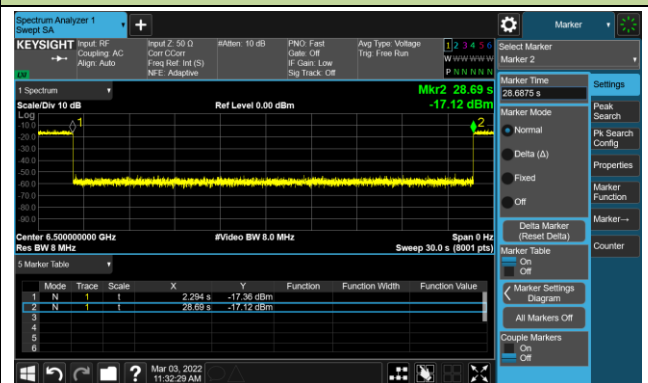 Spectrum Analyzer 1
Swept SA
Marker
KEYSIGHT Input: RF
Coupling: AC
Align: Auto
Input Z: 50 Ω
Corr CCorr
Freq Ref: Int (S)
NFE: Adaptive
#Atten: 10 dB
PNO: Fast
Gate: Off
IF Gain: Low
Sig Track: Off
Avg Type: Voltage
Trig: Free Run
1 2 3 4 5 6
W W W W W W
P N N N N N
LXI
Select Marker
Marker 2
1 Spectrum
Scale/Div 10 dB
Ref Level 0.00 dBm
Mkr2 28.69 s
-17.12 dBm
Log
-10.0
-20.0
-30.0
-40.0
-50.0
-60.0
-70.0
-80.0
-90.0
1
2
Center 6.500000000 GHz
Res BW 8 MHz
#Video BW 8.0 MHz
Span 0 Hz
Sweep 30.0 s (8001 pts)
5 Marker Table
Mode Trace Scale X Y Function Function Width Function Value
1 N 1 t 2.294 s -17.36 dBm
2 N 1 t 28.69 s -17.12 dBm
3
4
5
6
Marker Time
28.6875 s
Marker Mode
Normal
Delta (Δ)
Fixed
Off
Delta Marker
(Reset Delta)
Marker Table
On
Off
Marker Settings
Diagram
All Markers Off
Couple Markers
On
Off
Settings
Peak
Search
Pk Search
Config
Properties
Marker
Function
Marker→
Counter
Mar 03, 2022
11:32:29 AM